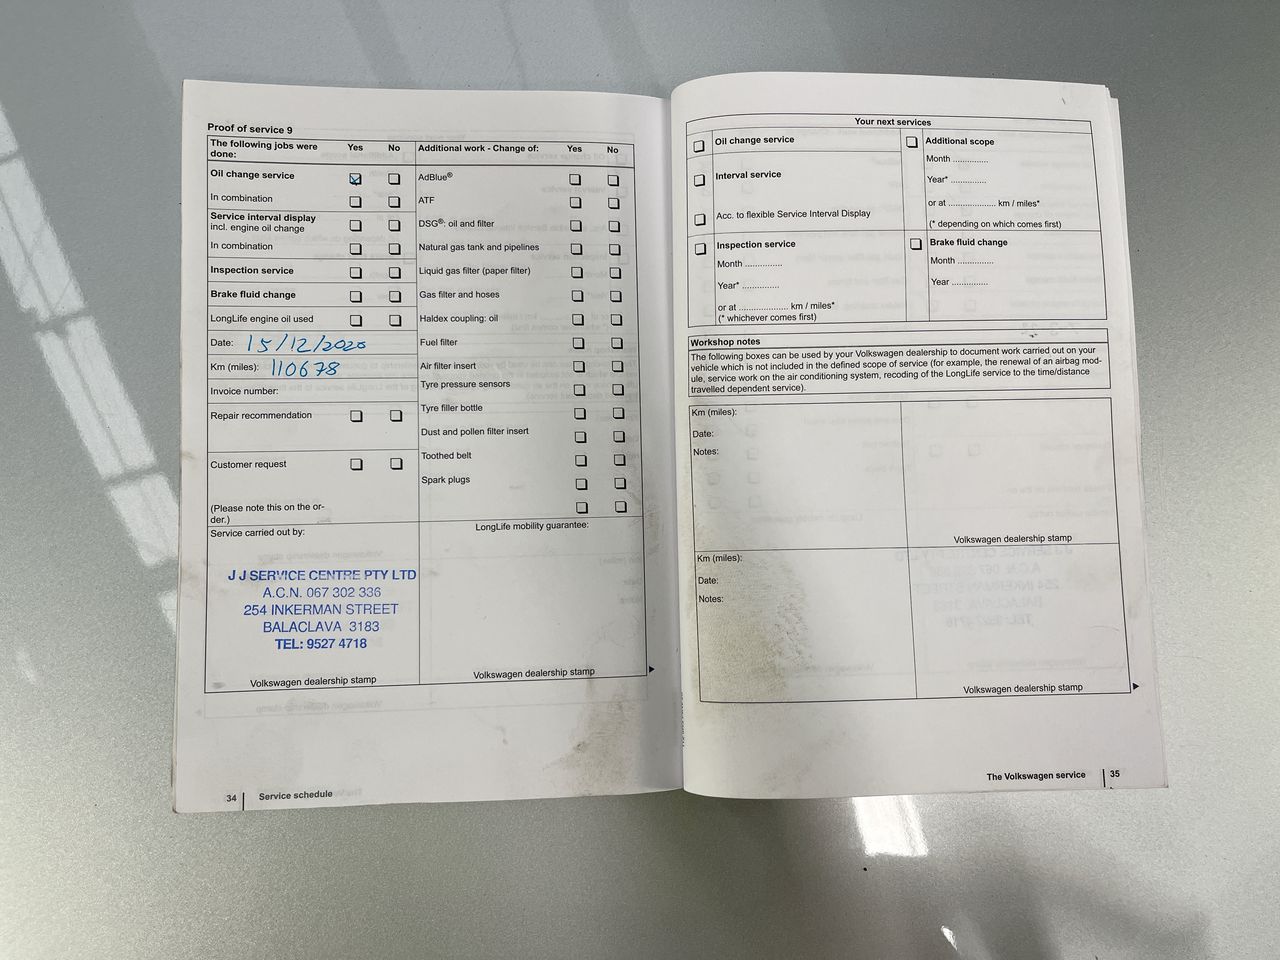 Proof of service 9
The following jobs were
done:
Yes
No
Oil change service
In combination
Service interval display
incl. engine oil change
In combination
Inspection service
Brake fluid change
LongLife engine oil used
Date: 15/12/2020
Km (miles): 110678
Invoice number:
Repair recommendation
Customer request
(Please note this on the or-
der.)
Service carried out by:
J J SERVICE CENTRE PTY LTD
A.C.N. 067 302 336
254 INKERMAN STREET
BALACLAVA 3183
TEL: 9527 4718
Volkswagen dealership stamp
Additional work - Change of:
Yes
No
AdBlue®
ATF
DSG®: oil and filter
Natural gas tank and pipelines
Liquid gas filter (paper filter)
Gas filter and hoses
Haldex coupling: oil
Fuel filter
Air filter insert
Tyre pressure sensors
Tyre filler bottle
Dust and pollen filter insert
Toothed belt
Spark plugs
LongLife mobility guarantee:
Volkswagen dealership stamp
34
Service schedule
Your next services
Oil change service
Interval service
Acc. to flexible Service Interval Display
Inspection service
Month .............
Year* .............
or at .................. km / miles*
(* whichever comes first)
Additional scope
Month ............
Year* ............
or at ................. km / miles*
(* depending on which comes first)
Brake fluid change
Month ............
Year ............
Workshop notes
The following boxes can be used by your Volkswagen dealership to document work carried out on your
vehicle which is not included in the defined scope of service (for example, the renewal of an airbag mod-
ule, service work on the air conditioning system, recoding of the LongLife service to the time/distance
travelled dependent service).
Km (miles):
Date:
Notes:
Volkswagen dealership stamp
Km (miles):
Date:
Notes:
Volkswagen dealership stamp
The Volkswagen service
35